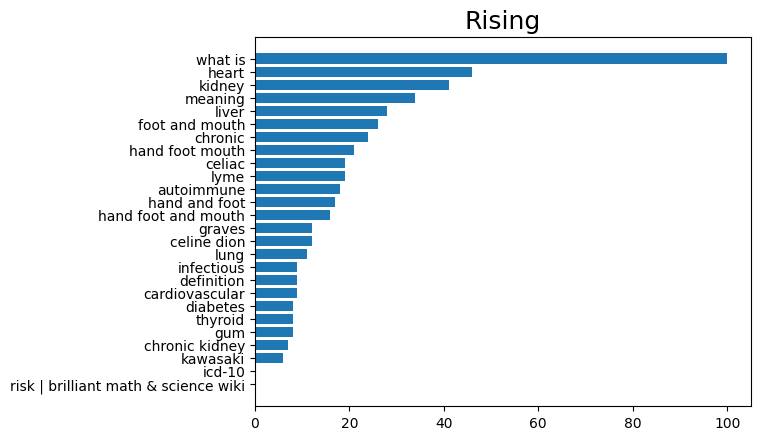 Rising
what is
heart
kidney
meaning
liver
foot and mouth
chronic
hand foot mouth
celiac
lyme
autoimmune
hand and foot
hand foot and mouth
graves
celine dion
lung
infectious
definition
cardiovascular
diabetes
thyroid
gum
chronic kidney
kawasaki
icd-10
risk | brilliant math & science wiki
0 20 40 60 80 100